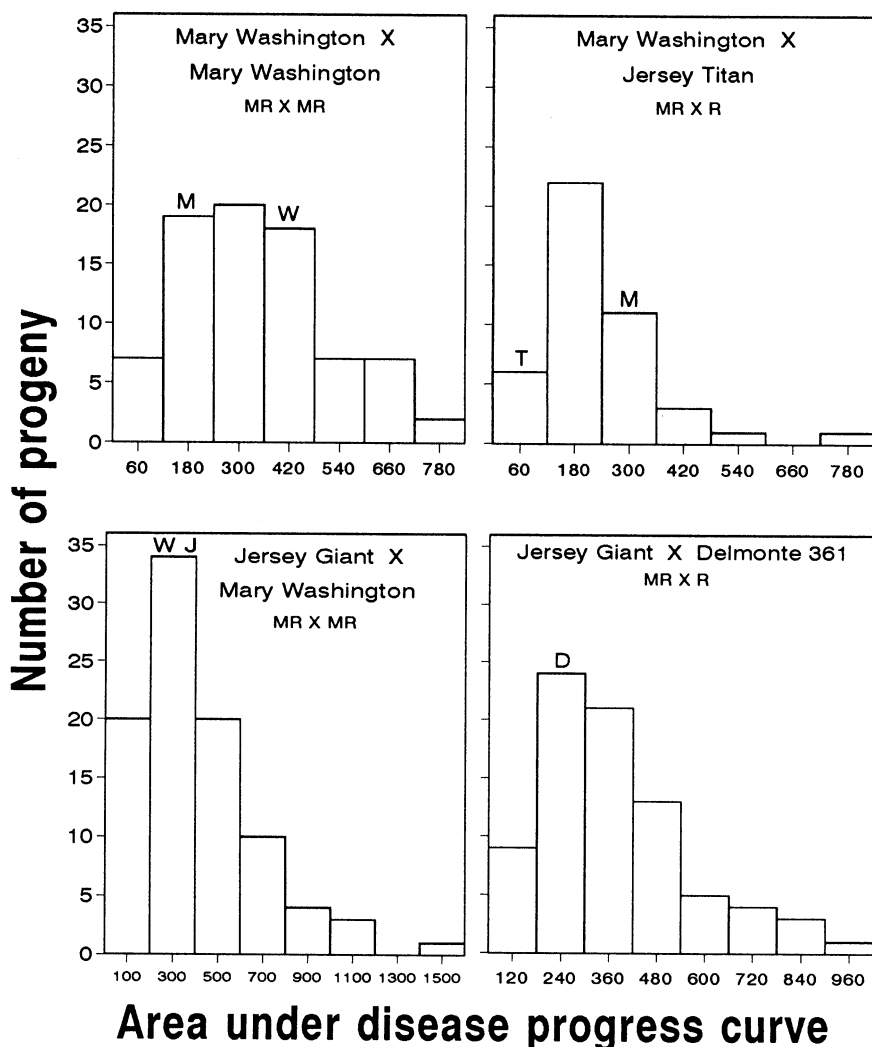 Number of progeny
35
30
25
20
15
10
5
0
Mary Washington X
Mary Washington
MR X MR
M
W
60 180 300 420 540 660 780
Mary Washington X
Jersey Titan
MR X R
T
M
60 180 300 420 540 660 780
35
30
25
20
15
10
5
0
W J
Jersey Giant X
Mary Washington
MR X MR
100 300 500 700 900 1100 1300 1500
Jersey Giant X Delmonte 361
MR X R
D
120 240 360 480 600 720 840 960
Area under disease progress curve